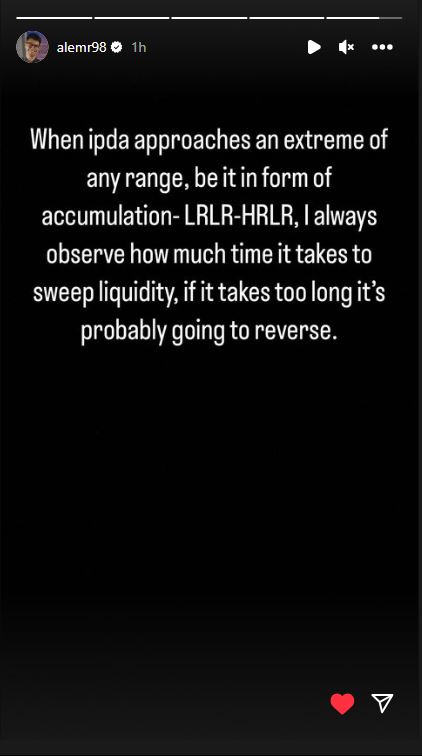 alemr98 1h
When ipda approaches an extreme of
any range, be it in form of
accumulation- LRLR-HRLR, I always
observe how much time it takes to
sweep liquidity, if it takes too long it's
probably going to reverse.